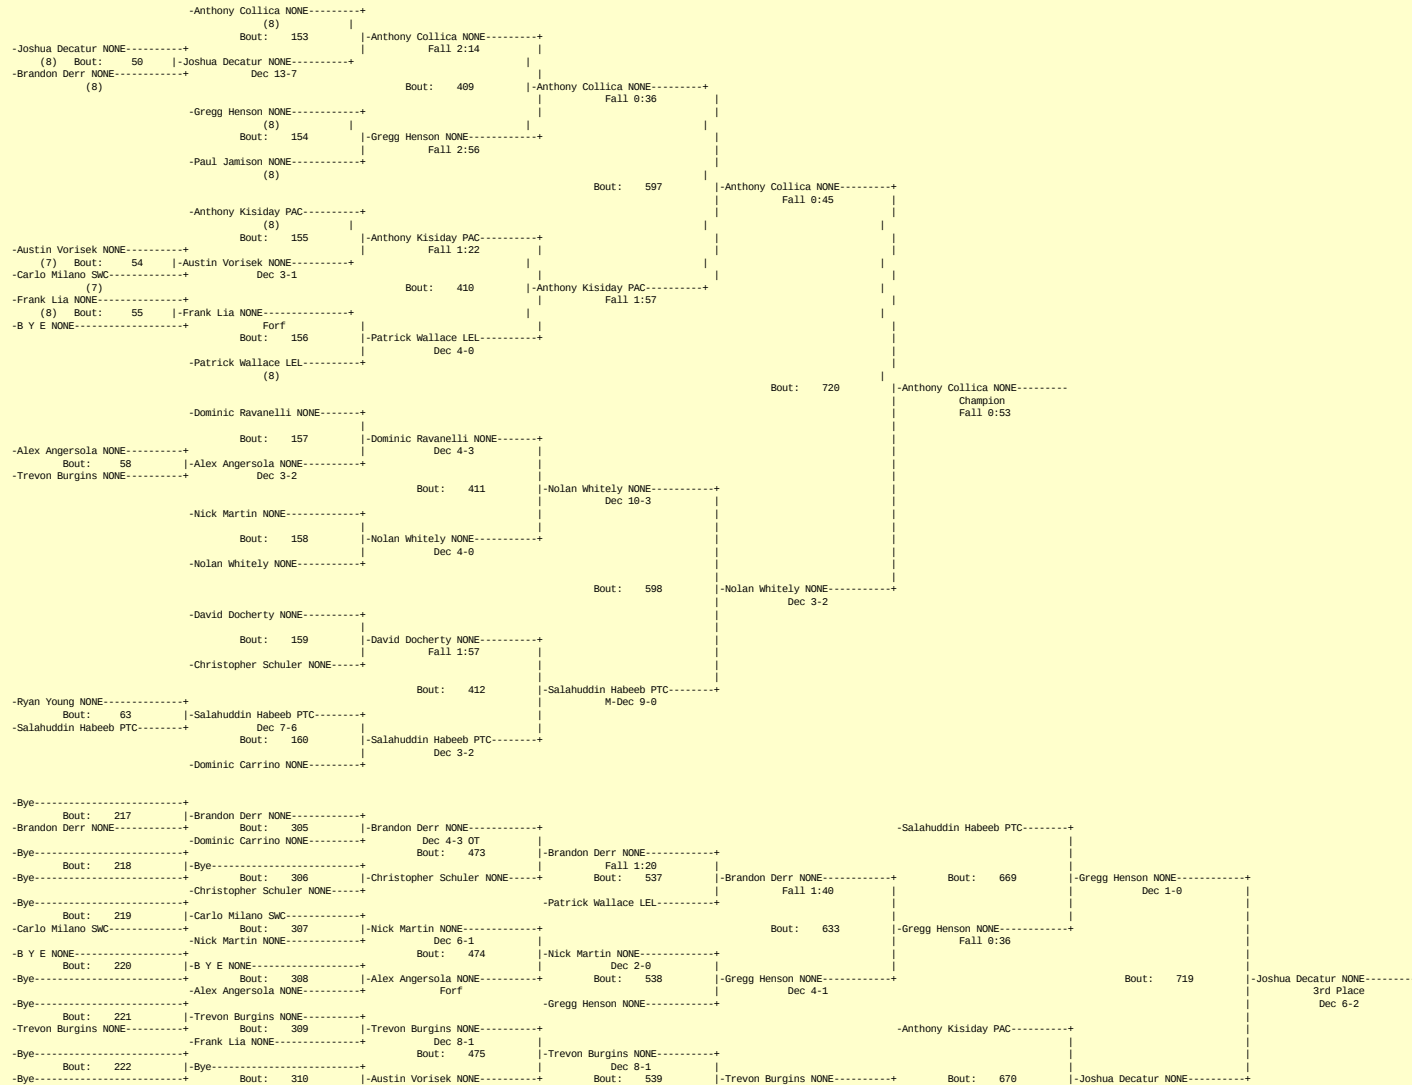 -Anthony Collica NONE---------+
(8) |
Bout: 153 |-Anthony Collica NONE---------+
-Joshua Decatur NONE----------+ | Fall 2:14 |
(8) Bout: 50 |-Joshua Decatur NONE----------+ |
-Brandon Derr NONE------------+ Dec 13-7 |
(8) Bout: 409 |-Anthony Collica NONE---------+
| Fall 0:36 |
-Gregg Henson NONE------------+ | |
(8) | | |
Bout: 154 |-Gregg Henson NONE------------+ |
| Fall 2:56 |
-Paul Jamison NONE------------+ |
(8) |
Bout: 597 |-Anthony Collica NONE---------+
| Fall 0:45 |
-Anthony Kisiday PAC----------+ | |
(8) | | |
Bout: 155 |-Anthony Kisiday PAC----------+ | |
-Austin Vorisek NONE----------+ | Fall 1:22 | | |
(7) Bout: 54 |-Austin Vorisek NONE----------+ | | |
-Carlo Milano SWC-------------+ Dec 3-1 | | |
(7) Bout: 410 |-Anthony Kisiday PAC----------+ |
-Frank Lia NONE---------------+ | Fall 1:57 |
(8) Bout: 55 |-Frank Lia NONE---------------+ | |
-B Y E NONE-------------------+ Forf | | |
Bout: 156 |-Patrick Wallace LEL----------+ |
| Dec 4-0 |
-Patrick Wallace LEL----------+ |
(8) |
Bout: 720 |-Anthony Collica NONE---------
| Champion
-Dominic Ravanelli NONE-------+ | Fall 0:53
| |
Bout: 157 |-Dominic Ravanelli NONE-------+ |
-Alex Angersola NONE----------+ | Dec 4-3 | |
Bout: 58 |-Alex Angersola NONE----------+ | |
-Trevon Burgins NONE----------+ Dec 3-2 | |
Bout: 411 |-Nolan Whitely NONE-----------+ |
| Dec 10-3 | |
-Nick Martin NONE-------------+ | | |
| | | |
Bout: 158 |-Nolan Whitely NONE-----------+ | |
| Dec 4-0 | |
-Nolan Whitely NONE-----------+ | |
| |
Bout: 598 |-Nolan Whitely NONE-----------+
| Dec 3-2
-David Docherty NONE----------+ |
| |
Bout: 159 |-David Docherty NONE----------+ |
| Fall 1:57 | |
-Christopher Schuler NONE-----+ | |
| |
Bout: 412 |-Salahuddin Habeeb PTC--------+
-Ryan Young NONE--------------+ | M-Dec 9-0
Bout: 63 |-Salahuddin Habeeb PTC--------+ |
-Salahuddin Habeeb PTC--------+ Dec 7-6 | |
Bout: 160 |-Salahuddin Habeeb PTC--------+
| Dec 3-2
-Dominic Carrino NONE---------+
-Bye--------------------------+
Bout: 217 |-Brandon Derr NONE------------+
-Brandon Derr NONE------------+ Bout: 305 |-Brandon Derr NONE------------+ -Salahuddin Habeeb PTC--------+
-Dominic Carrino NONE---------+ Dec 4-3 OT | |
-Bye--------------------------+ Bout: 473 |-Brandon Derr NONE------------+ |
Bout: 218 |-Bye--------------------------+ | Fall 1:20 | |
-Bye--------------------------+ Bout: 306 |-Christopher Schuler NONE-----+ Bout: 537 |-Brandon Derr NONE------------+ Bout: 669 |-Gregg Henson NONE------------+
-Christopher Schuler NONE-----+ | Fall 1:40 | | Dec 1-0 |
-Bye--------------------------+ -Patrick Wallace LEL----------+ | | |
Bout: 219 |-Carlo Milano SWC-------------+ | | |
-Carlo Milano SWC-------------+ Bout: 307 |-Nick Martin NONE-------------+ Bout: 633 |-Gregg Henson NONE------------+ |
-Nick Martin NONE-------------+ Dec 6-1 | | Fall 0:36 |
-B Y E NONE-------------------+ Bout: 474 |-Nick Martin NONE-------------+ | |
Bout: 220 |-B Y E NONE-------------------+ | Dec 2-0 | | |
-Bye--------------------------+ Bout: 308 |-Alex Angersola NONE----------+ Bout: 538 |-Gregg Henson NONE------------+ Bout: 719 |-Joshua Decatur NONE---------
-Alex Angersola NONE----------+ Forf | Dec 4-1 | 3rd Place
-Bye--------------------------+ -Gregg Henson NONE------------+ | Dec 6-2
Bout: 221 |-Trevon Burgins NONE----------+ |
-Trevon Burgins NONE----------+ Bout: 309 |-Trevon Burgins NONE----------+ -Anthony Kisiday PAC----------+ |
-Frank Lia NONE---------------+ Dec 8-1 | | |
-Bye--------------------------+ Bout: 475 |-Trevon Burgins NONE----------+ | |
Bout: 222 |-Bye--------------------------+ | Dec 8-1 | | |
-Bye--------------------------+ Bout: 310 |-Austin Vorisek NONE----------+ Bout: 539 |-Trevon Burgins NONE----------+ Bout: 670 |-Joshua Decatur NONE----------+